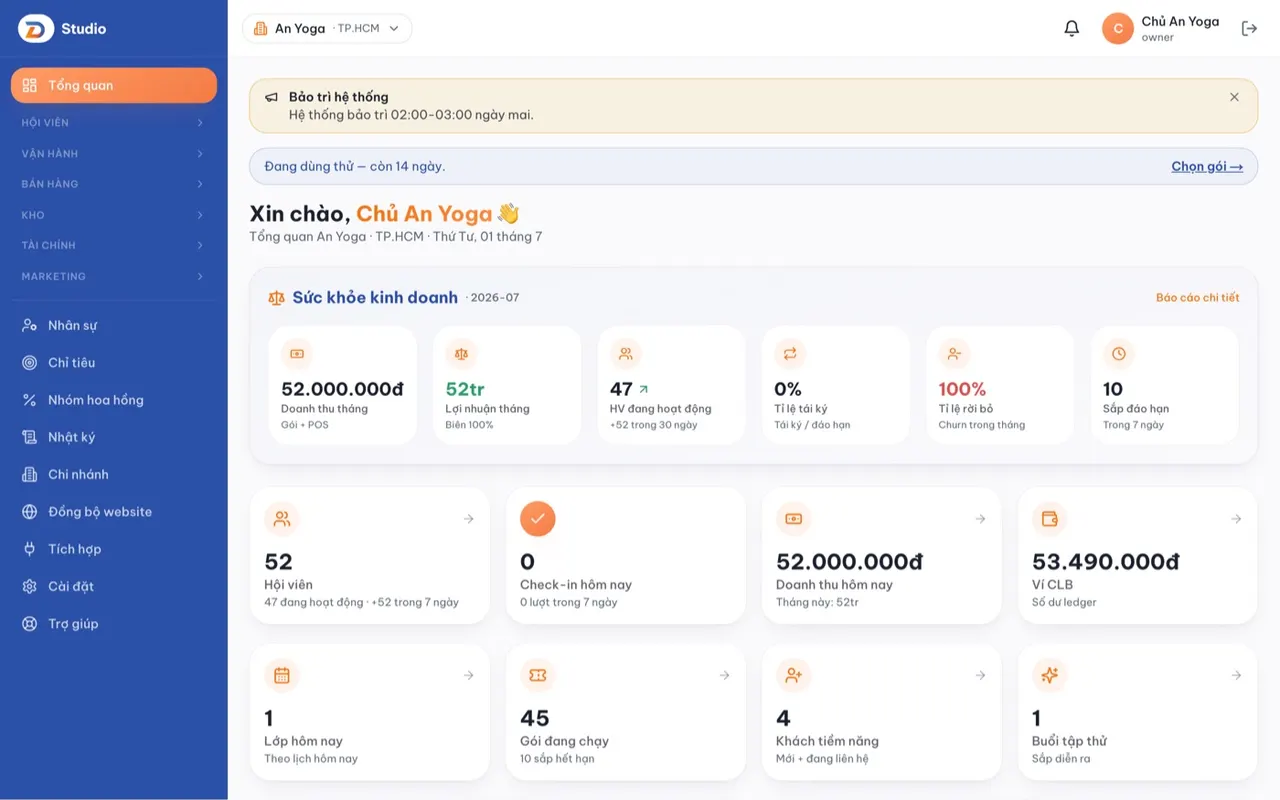 Studio
Tổng quan
HỘI VIÊN
VẬN HÀNH
BÁN HÀNG
KHO
TÀI CHÍNH
MARKETING
Nhân sự
Chỉ tiêu
Nhóm hoa hồng
Nhật ký
Chi nhánh
Đồng bộ website
Tích hợp
Cài đặt
Trợ giúp
An Yoga · TP.HCM
C
Chủ An Yoga
owner
Bảo trì hệ thống
Hệ thống bảo trì 02:00-03:00 ngày mai.
Đang dùng thử — còn 14 ngày.
Chọn gói →
Xin chào, Chủ An Yoga 👋
Tổng quan An Yoga · TP.HCM · Thứ Tư, 01 tháng 7
Sức khỏe kinh doanh · 2026-07
Báo cáo chi tiết
52.000.000đ
Doanh thu tháng
Gói + POS
52tr
Lợi nhuận tháng
Biên 100%
47
HV đang hoạt động
+52 trong 30 ngày
0%
Tỉ lệ tái ký
Tái ký / đáo hạn
100%
Tỉ lệ rời bỏ
Churn trong tháng
10
Sắp đáo hạn
Trong 7 ngày
52
Hội viên
47 đang hoạt động · +52 trong 7 ngày
0
Check-in hôm nay
0 lượt trong 7 ngày
52.000.000đ
Doanh thu hôm nay
Tháng này: 52tr
53.490.000đ
Ví CLB
Số dư ledger
1
Lớp hôm nay
Theo lịch hôm nay
45
Gói đang chạy
10 sắp hết hạn
4
Khách tiềm năng
Mới + đang liên hệ
1
Buổi tập thử
Sắp diễn ra